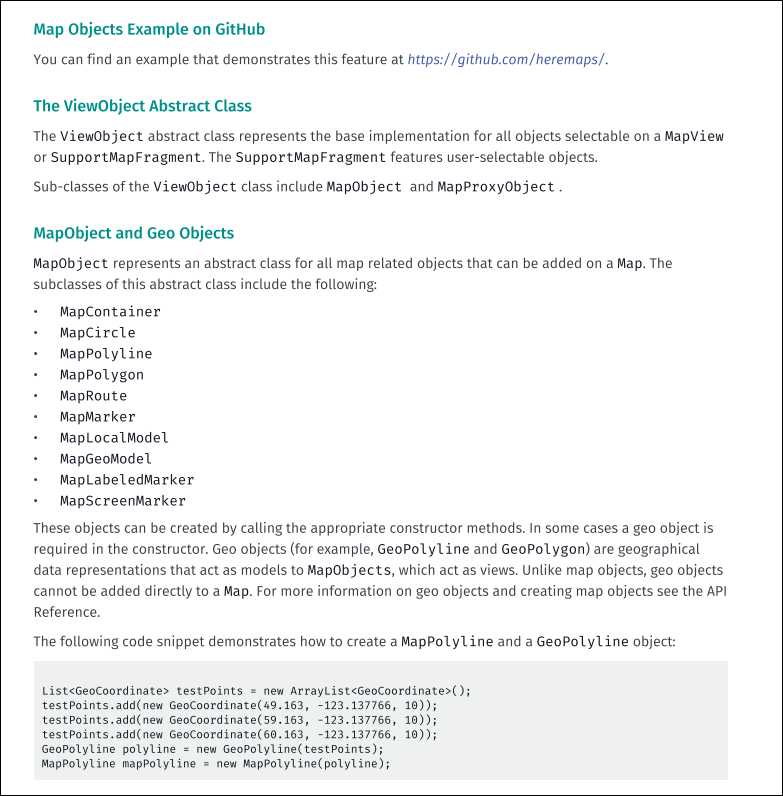 Map Objects Example on GitHub
You can find an example that demonstrates this feature at https://github.com/heremaps/.
The ViewObject Abstract Class
The ViewObject abstract class represents the base implementation for all objects selectable on a MapView
or SupportMapFragment. The SupportMapFragment features user-selectable objects.
Sub-classes of the ViewObject class include MapObject and MapProxyObject .
MapObject and Geo Objects
MapObject represents an abstract class for all map related objects that can be added on a Map. The
subclasses of this abstract class include the following:
• MapContainer
• MapCircle
• MapPolyline
• MapPolygon
• MapRoute
• MapMarker
• MapLocalModel
• MapGeoModel
• MapLabeledMarker
• MapScreenMarker
These objects can be created by calling the appropriate constructor methods. In some cases a geo object is
required in the constructor. Geo objects (for example, GeoPolyline and GeoPolygon) are geographical
data representations that act as models to MapObjects, which act as views. Unlike map objects, geo objects
cannot be added directly to a Map. For more information on geo objects and creating map objects see the API
Reference.
The following code snippet demonstrates how to create a MapPolyline and a GeoPolyline object:
List<GeoCoordinate> testPoints = new ArrayList<GeoCoordinate>();
testPoints.add(new GeoCoordinate(49.163, -123.137766, 10));
testPoints.add(new GeoCoordinate(59.163, -123.137766, 10));
testPoints.add(new GeoCoordinate(60.163, -123.137766, 10));
GeoPolyline polyline = new GeoPolyline(testPoints);
MapPolyline mapPolyline = new MapPolyline(polyline);